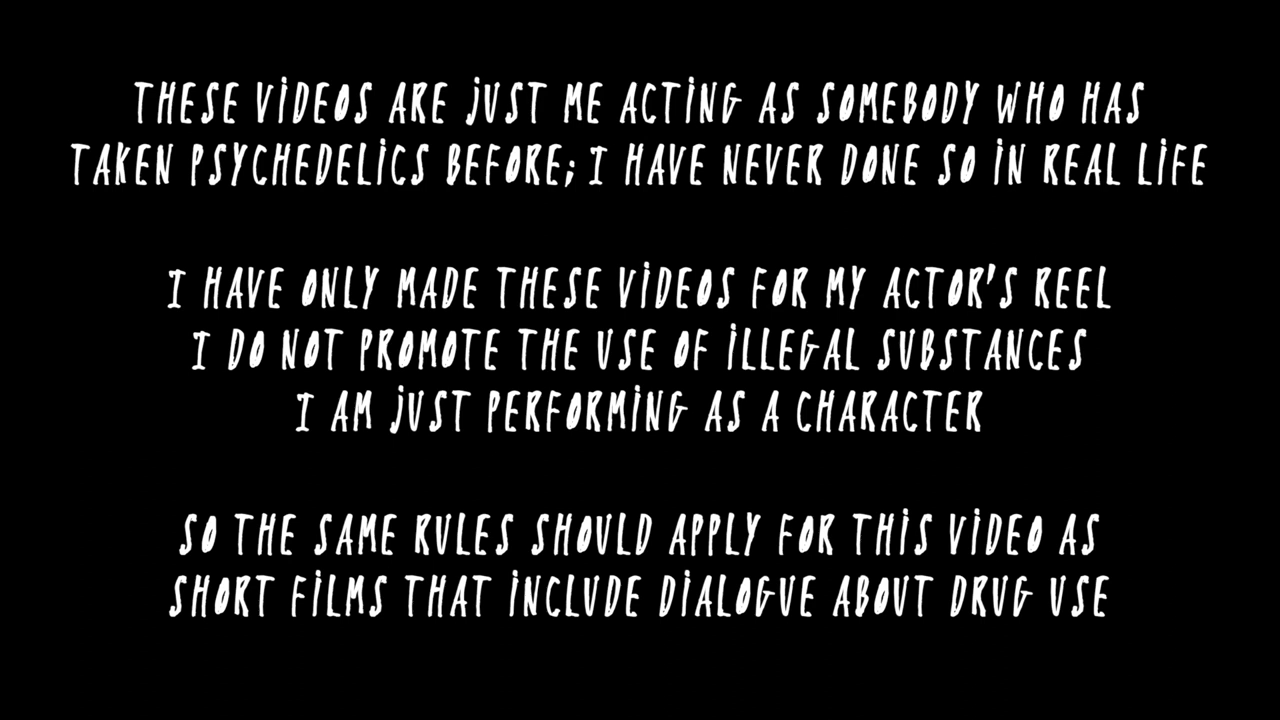 THESE VIDEOS ARE JUST ME ACTING AS SOMEBODY WHO HAS
TAKEN PSYCHEDELICS BEFORE; I HAVE NEVER DONE SO IN REAL LIFE
I HAVE ONLY MADE THESE VIDEOS FOR MY ACTOR'S REEL
I DO NOT PROMOTE THE USE OF ILLEGAL SUBSTANCES
I AM JUST PERFORMING AS A CHARACTER
SO THE SAME RULES SHOULD APPLY FOR THIS VIDEO AS
SHORT FILMS THAT INCLUDE DIALOGUE ABOUT DRUG USE